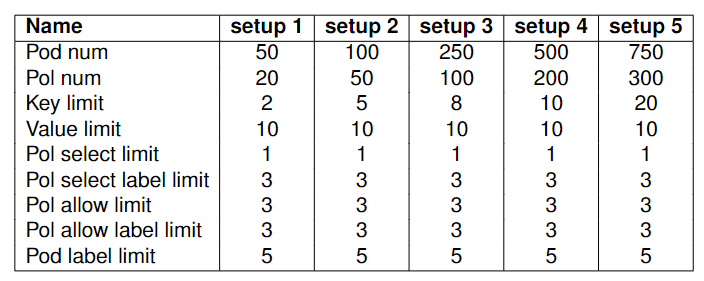 Name setup 1 setup 2 setup 3 setup 4 setup 5
Pod num 50 100 250 500 750
Pol num 20 50 100 200 300
Key limit 2 5 8 10 20
Value limit 10 10 10 10 10
Pol select limit 1 1 1 1 1
Pol select label limit 3 3 3 3 3
Pol allow limit 3 3 3 3 3
Pol allow label limit 3 3 3 3 3
Pod label limit 5 5 5 5 5